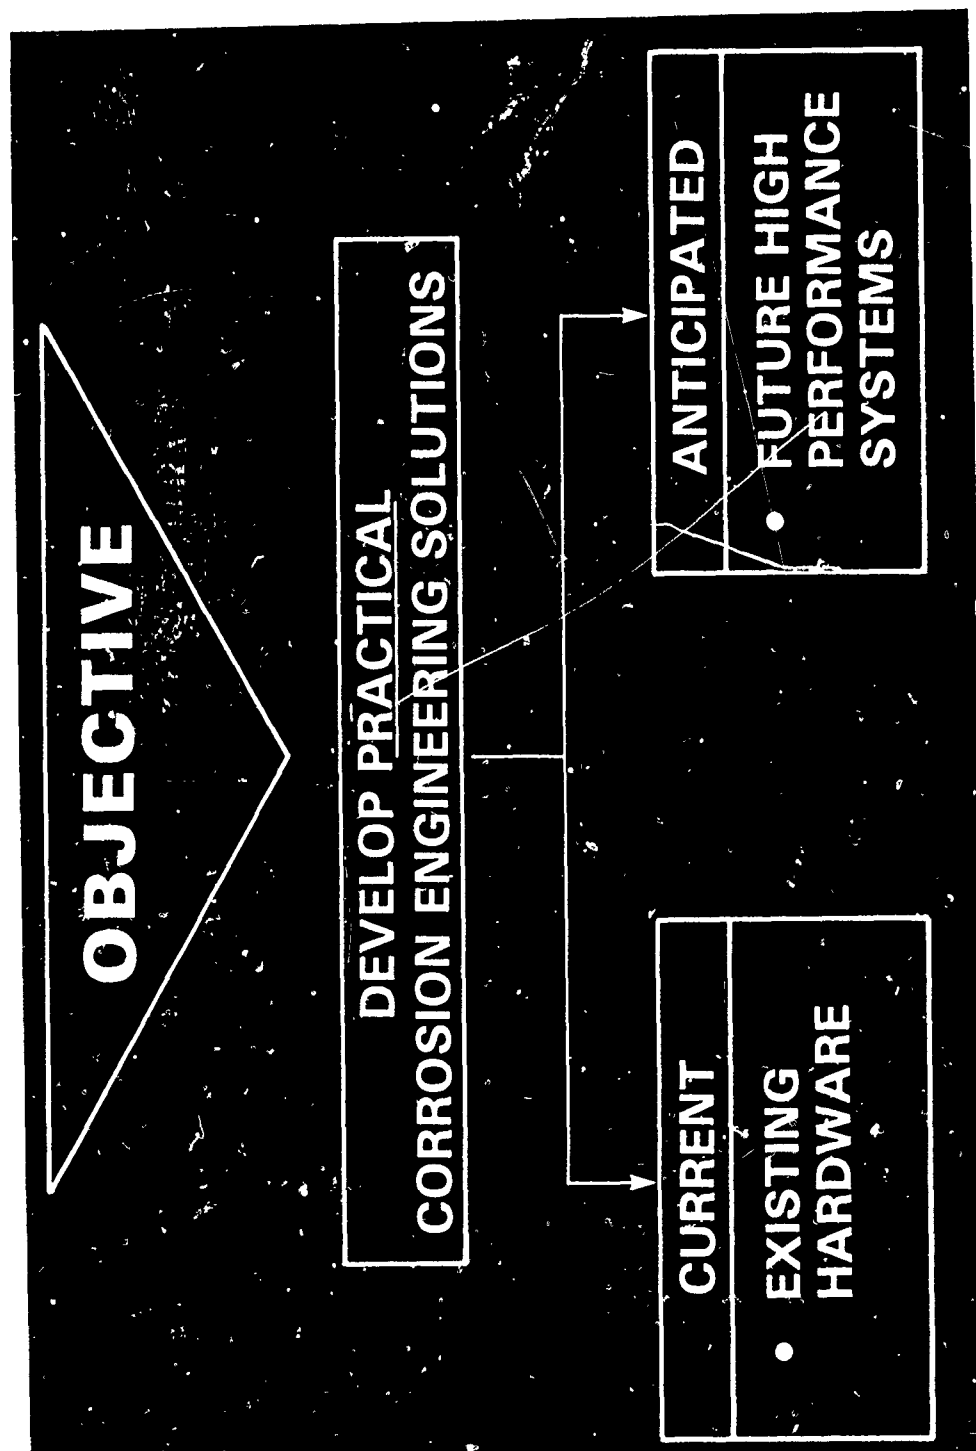 OBJECTIVE
DEVELOP PRACTICAL
CORROSION ENGINEERING SOLUTIONS
CURRENT
• EXISTING
HARDWARE
ANTICIPATED
• FUTURE HIGH
PERFORMANCE
SYSTEMS